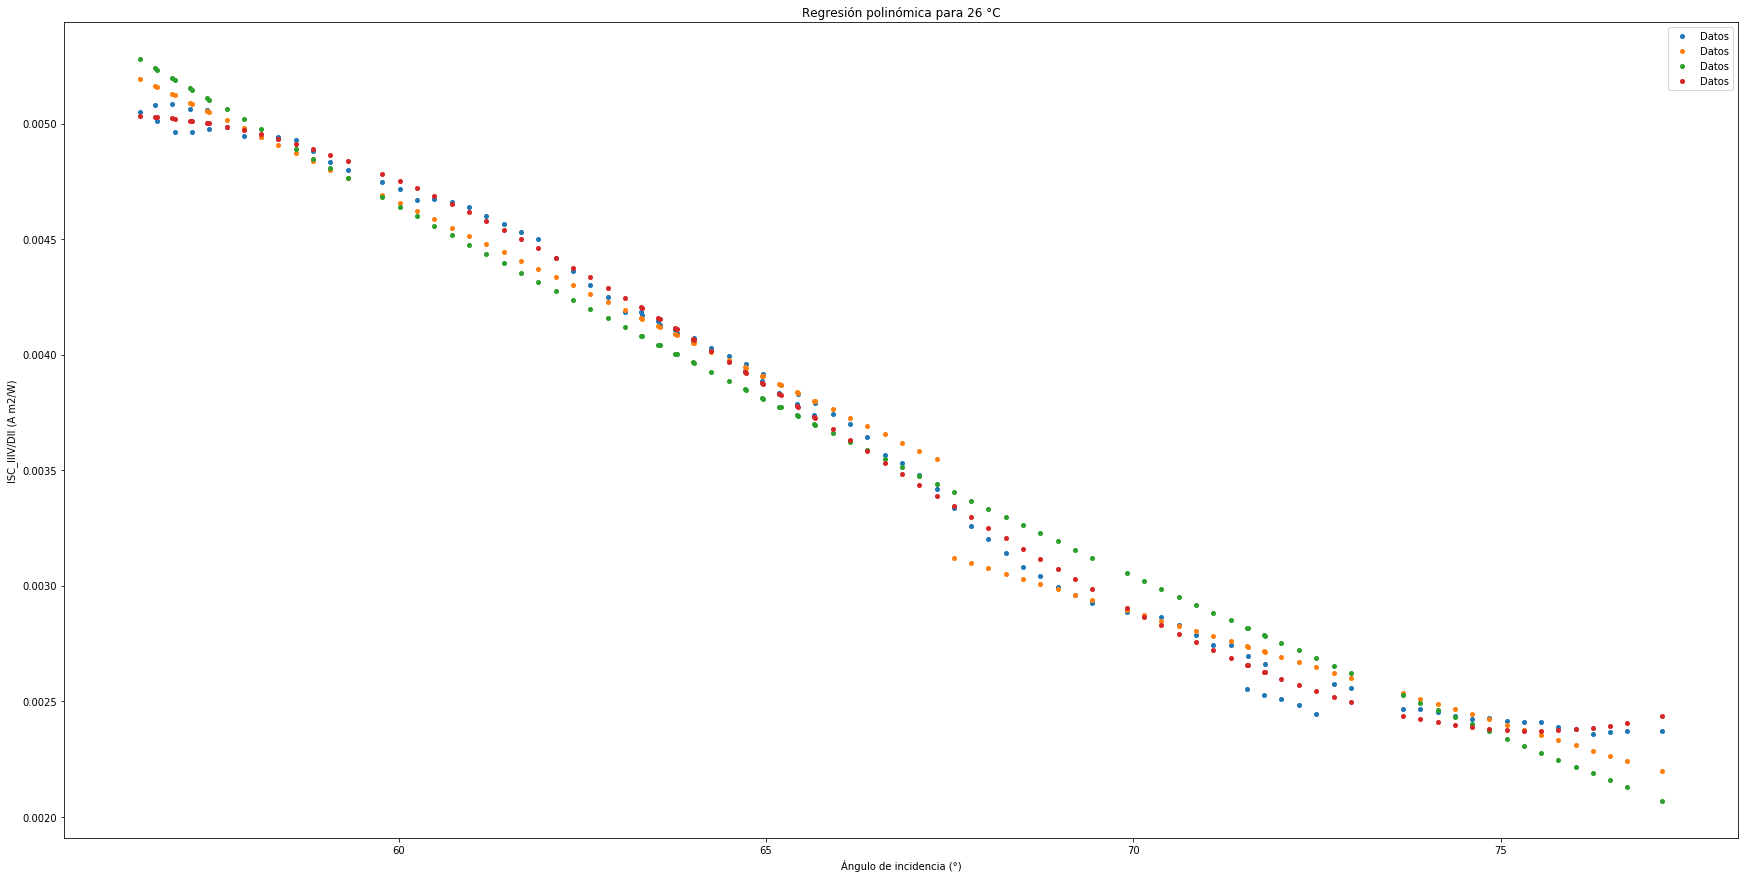 Regresión polinómica para 26 °C
Datos
Datos
Datos
Datos
0.0050
0.0045
0.0040
0.0035
0.0030
0.0025
0.0020
ISC_IIIV/DII (A m2/W)
60
65
70
75
Ángulo de incidencia (°)